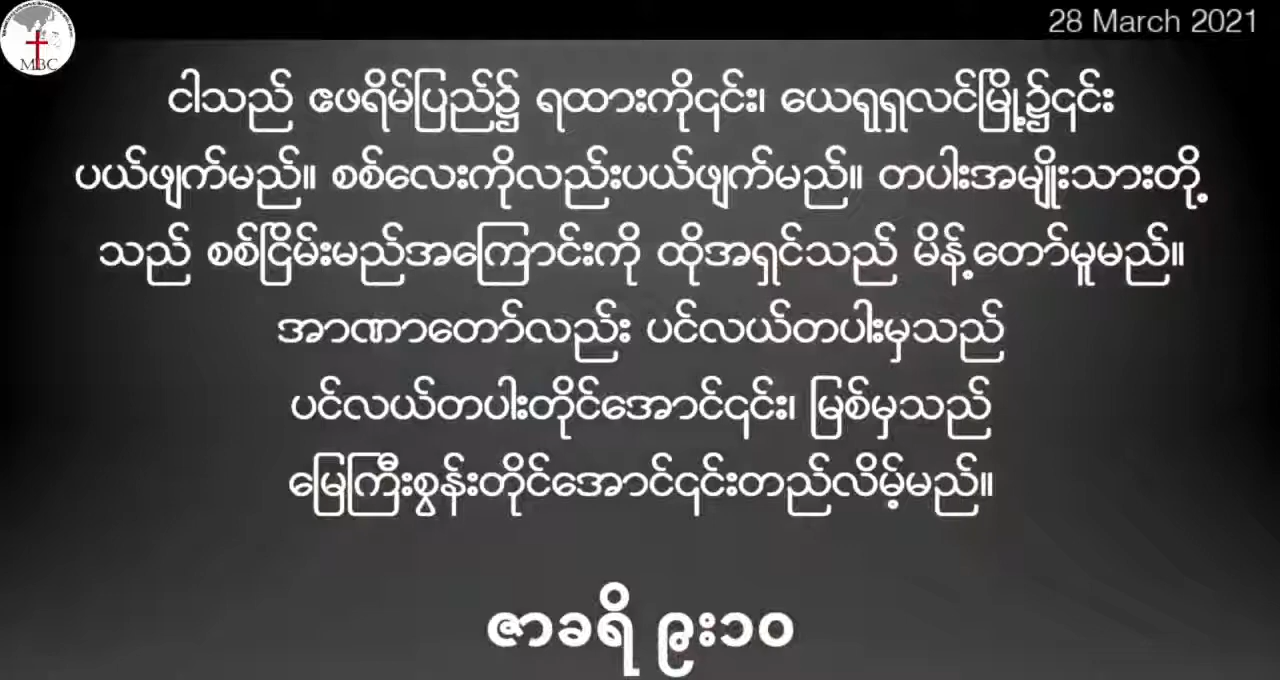 28 March 2021
MBC
ငါသည် ဧဖရိမ်ပြည်၌ ရထားကို၎င်း၊ ယေရုရှလင်မြို့၌၎င်း
ပယ်ဖျက်မည်။ စစ်လေးကိုလည်းပယ်ဖျက်မည်။ တပါးအမျိုးသားတို့
သည် စစ်ငြိမ်းမည်အကြောင်းကို ထိုအရှင်သည် မိန့်တော်မူမည်။
အာဏာတော်လည်း ပင်လယ်တပါးမှသည်
ပင်လယ်တပါးတိုင်အောင်၎င်း၊ မြစ်မှသည်
မြေကြီးစွန်းတိုင်အောင်၎င်းတည်လိမ့်မည်။
ဇာခရိ ၉း၁၀